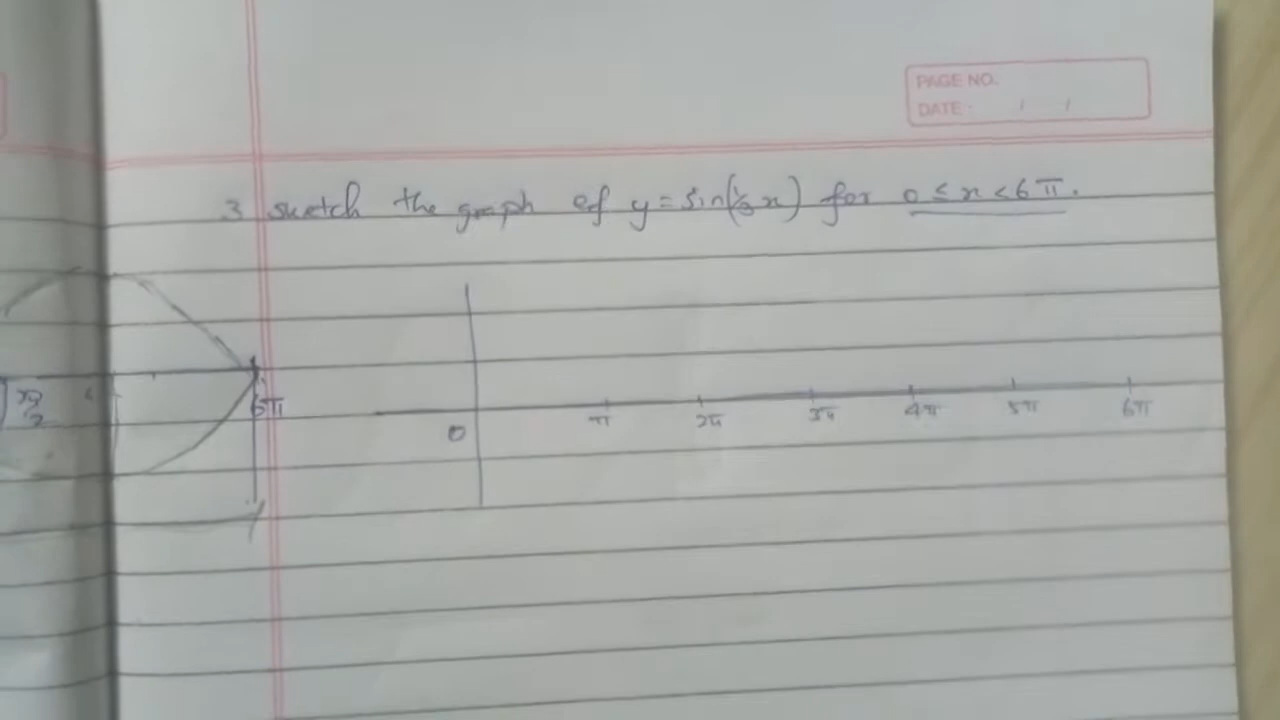 PAGE NO.
DATE : / /
3 sketch the graph of y = sin(⅓x) for 0 ≤ x < 6π.
6π
0 π 2π 3π 4π 5π 6π